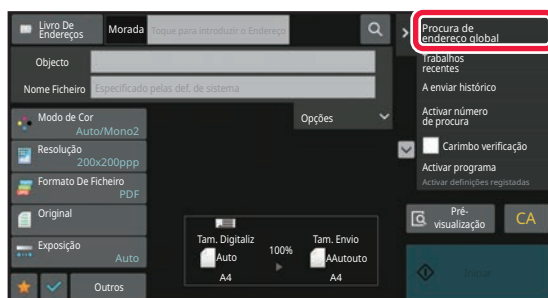 Livro De
Endereços
Morada
Toque para introduzir o Endereço
Procura de
endereço global
Objecto
Trabalhos
recentes
Nome Ficheiro
Especificado pelas def. de sistema
A enviar histórico
Modo de Cor
Auto/Mono2
Opções
Activar número
de procura
Resolução
200x200ppp
Carimbo verificação
Formato De Ficheiro
PDF
Activar programa
Activar definições registadas
Original
Pré-
visualização
CA
Exposição
Auto
Tam. Digitaliz
Auto
A4
100%
Tam. Envio
AAutouto
A4
Outros
Iniciar